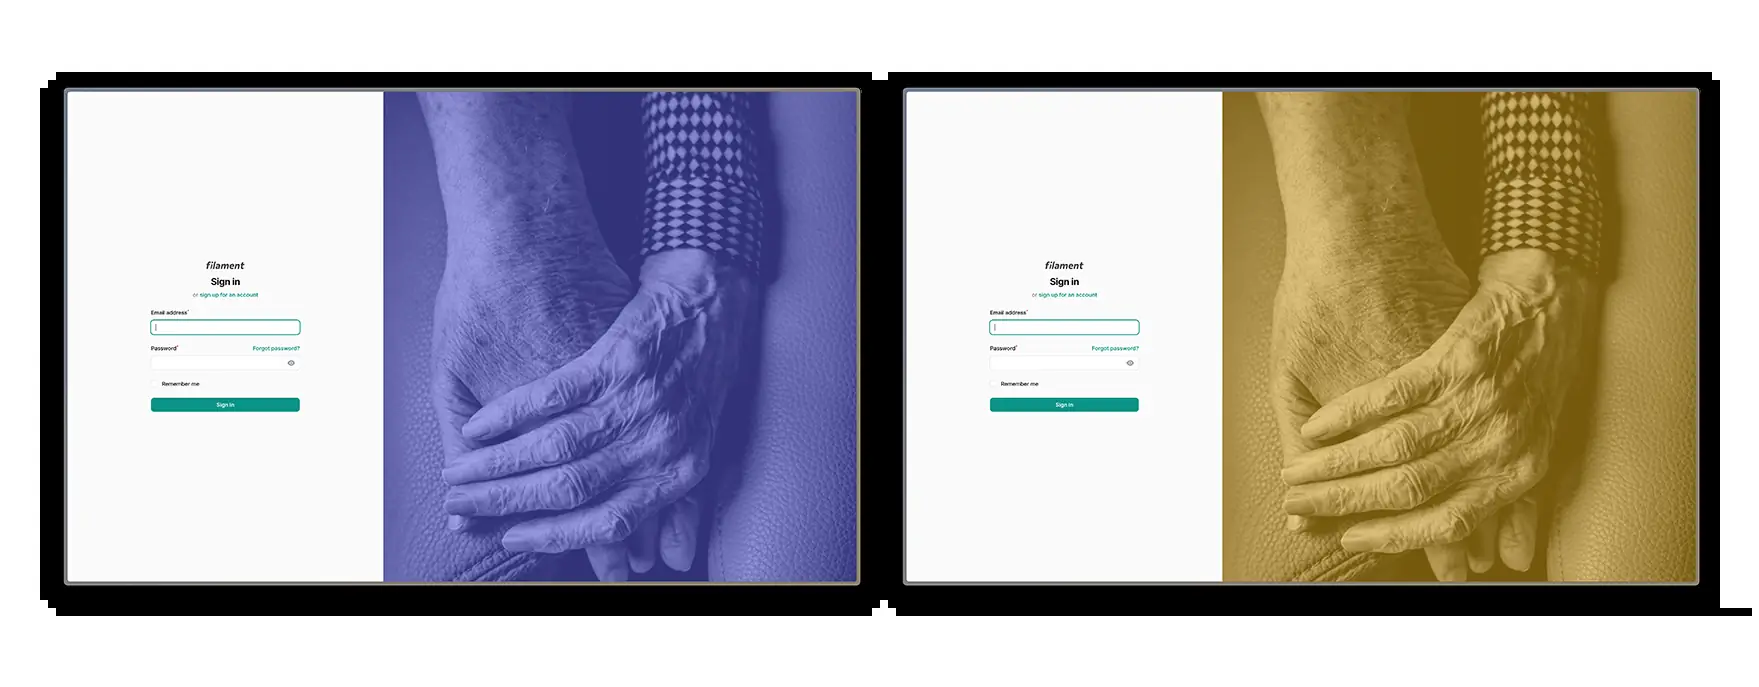 filament
Sign in
or sign up for an account
Email address*
Password* Forgot password?
Remember me
Sign in
filament
Sign in
or sign up for an account
Email address*
Password* Forgot password?
Remember me
Sign in